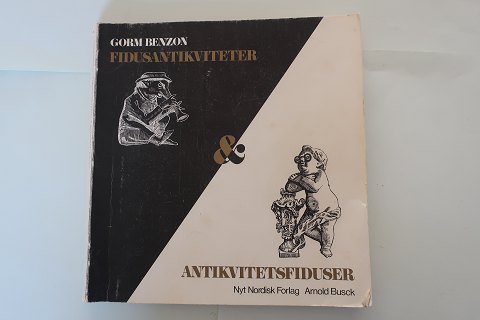 GORM BENZON
FIDUSANTIKVITETER
&
ANTIKVITETSFIDUSER
Nyt Nordisk Forlag Arnold Busck